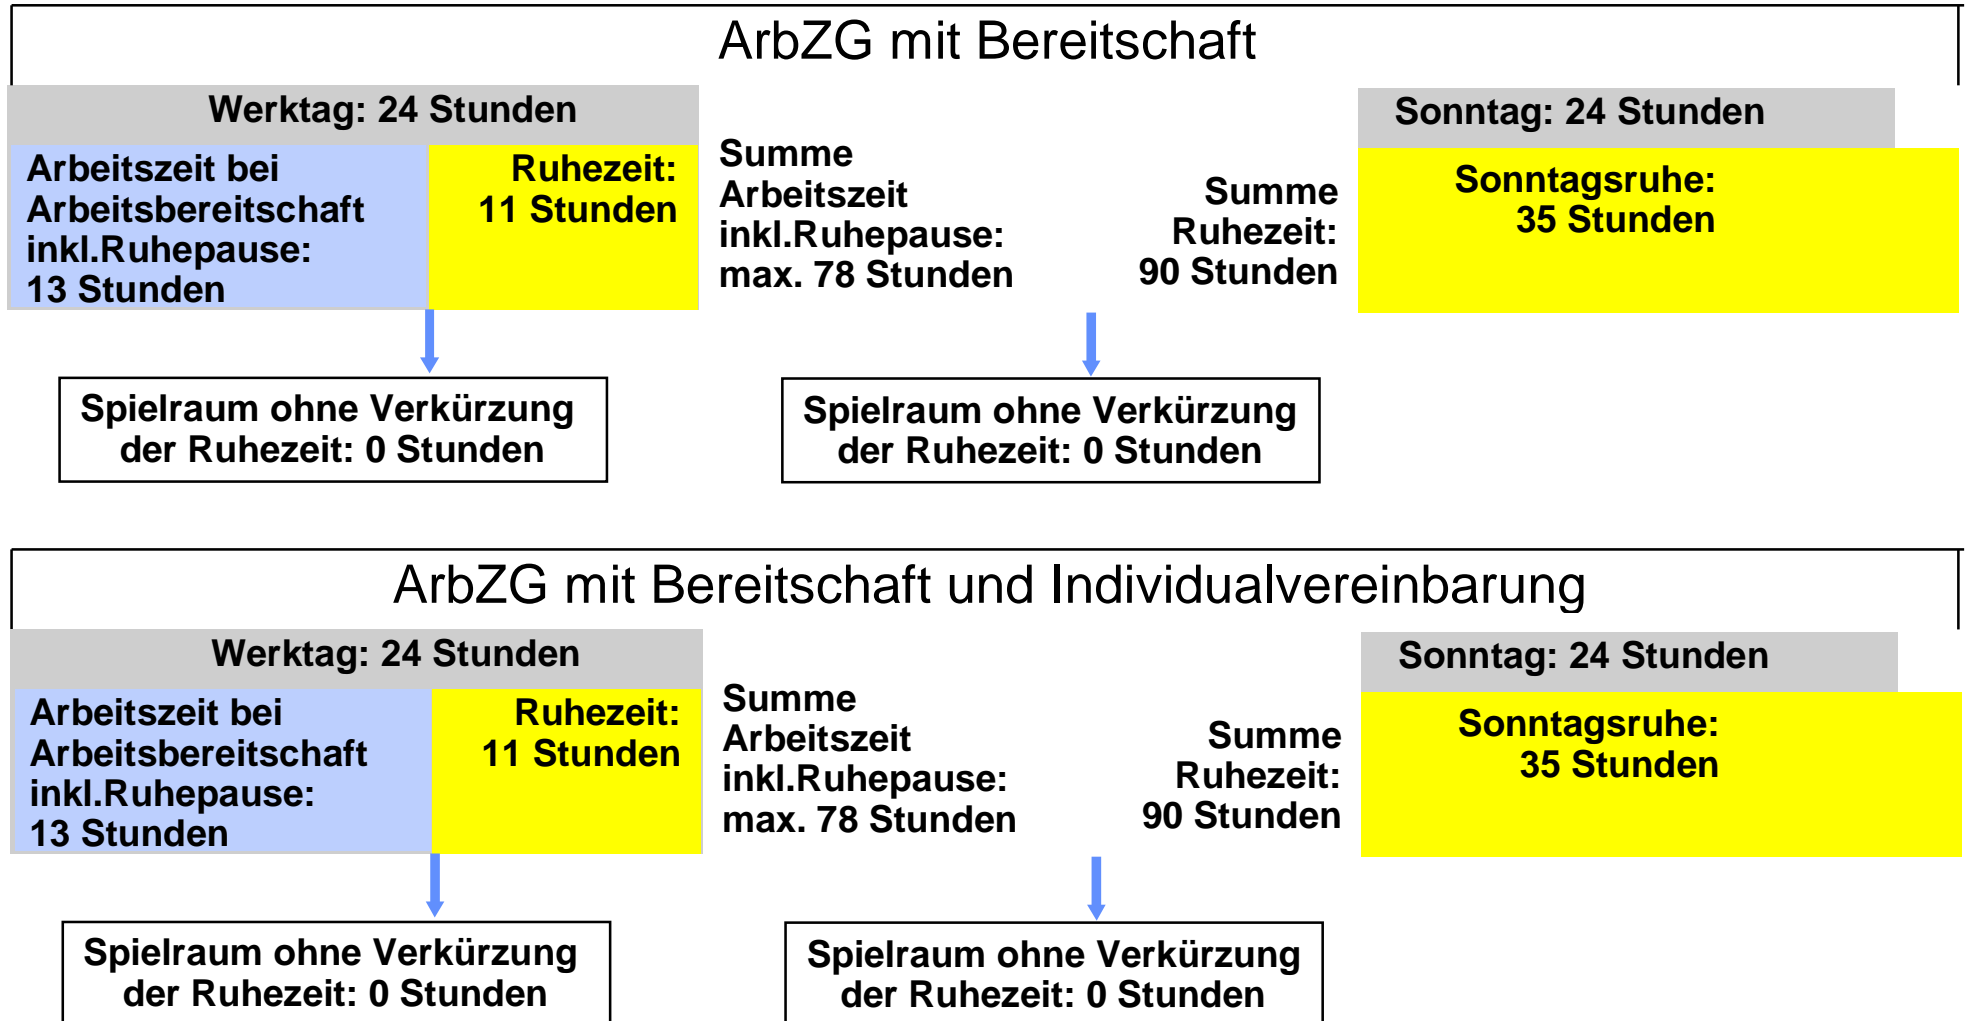 ArbZG mit Bereitschaft
Werktag: 24 Stunden
Arbeitszeit bei
Arbeitsbereitschaft
inkl.Ruhepause:
13 Stunden
Ruhezeit:
11 Stunden
Summe
Arbeitszeit
inkl.Ruhepause:
max. 78 Stunden
Summe
Ruhezeit:
90 Stunden
Sonntag: 24 Stunden
Sonntagsruhe:
35 Stunden
Spielraum ohne Verkürzung
der Ruhezeit: 0 Stunden
Spielraum ohne Verkürzung
der Ruhezeit: 0 Stunden
ArbZG mit Bereitschaft und Individualvereinbarung
Werktag: 24 Stunden
Arbeitszeit bei
Arbeitsbereitschaft
inkl.Ruhepause:
13 Stunden
Ruhezeit:
11 Stunden
Summe
Arbeitszeit
inkl.Ruhepause:
max. 78 Stunden
Summe
Ruhezeit:
90 Stunden
Sonntag: 24 Stunden
Sonntagsruhe:
35 Stunden
Spielraum ohne Verkürzung
der Ruhezeit: 0 Stunden
Spielraum ohne Verkürzung
der Ruhezeit: 0 Stunden